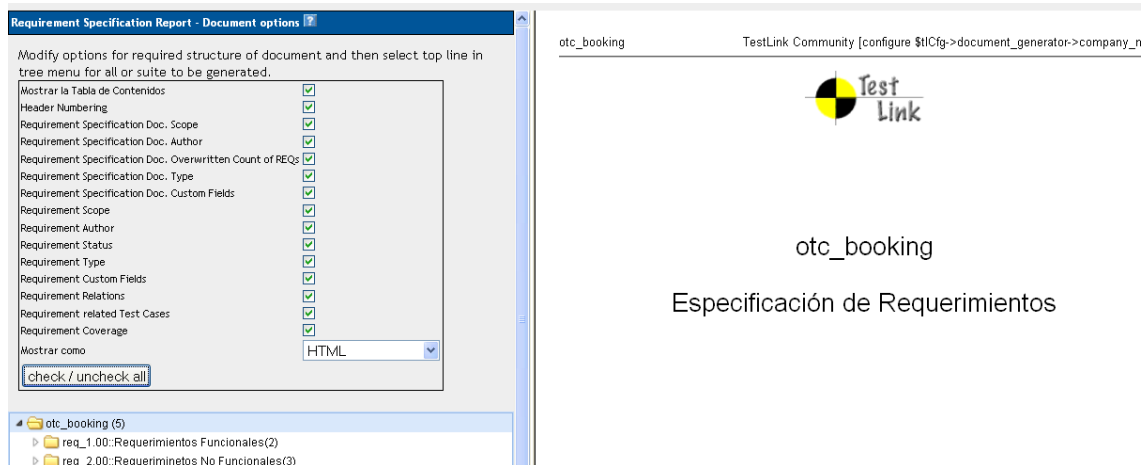 Requirement Specification Report - Document options ?
Modify options for required structure of document and then select top line in
tree menu for all or suite to be generated.
Mostrar la Tabla de Contenidos
Header Numbering
Requirement Specification Doc. Scope
Requirement Specification Doc. Author
Requirement Specification Doc. Overwritten Count of REQs
Requirement Specification Doc. Type
Requirement Specification Doc. Custom Fields
Requirement Scope
Requirement Author
Requirement Status
Requirement Type
Requirement Custom Fields
Requirement Relations
Requirement related Test Cases
Requirement Coverage
Mostrar como HTML
check / uncheck all
otc_booking (5)
req_1.00::Requerimientos Funcionales(2)
req_2.00::Requeriminetos No Funcionales(3)
otc_booking TestLink Community [configure $tlCfg->document_generator->company_n
Test
Link
otc_booking
Especificación de Requerimientos